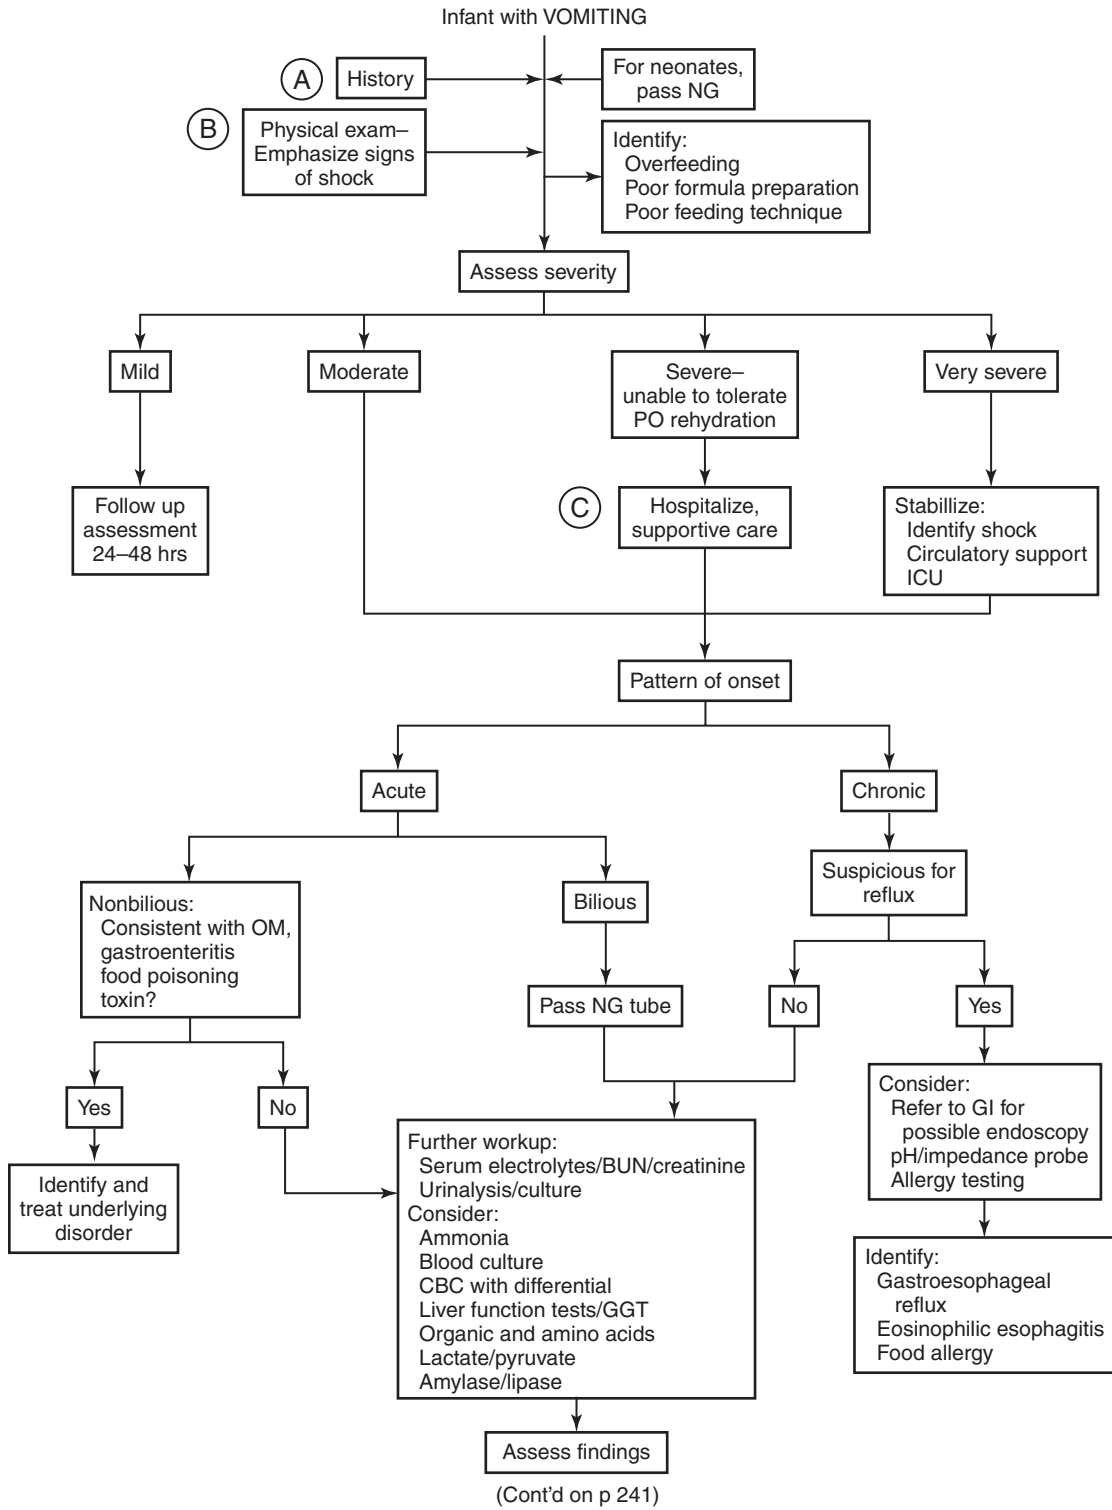 Infant with VOMITING
A
History
For neonates,
pass NG
B
Physical exam–
Emphasize signs
of shock
Identify:
Overfeeding
Poor formula preparation
Poor feeding technique
Assess severity
Mild
Moderate
Severe–
unable to tolerate
PO rehydration
Very severe
Follow up
assessment
24–48 hrs
C
Hospitalize,
supportive care
Stabillize:
Identify shock
Circulatory support
ICU
Pattern of onset
Acute
Chronic
Nonbilious:
Consistent with OM,
gastroenteritis
food poisoning
toxin?
Bilious
Suspicious for
reflux
Pass NG tube
No
Yes
Yes
No
Consider:
Refer to GI for
possible endoscopy
pH/impedance probe
Allergy testing
Identify and
treat underlying
disorder
Further workup:
Serum electrolytes/BUN/creatinine
Urinalysis/culture
Consider:
Ammonia
Blood culture
CBC with differential
Liver function tests/GGT
Organic and amino acids
Lactate/pyruvate
Amylase/lipase
Identify:
Gastroesophageal
reflux
Eosinophilic esophagitis
Food allergy
Assess findings
(Cont'd on p 241)